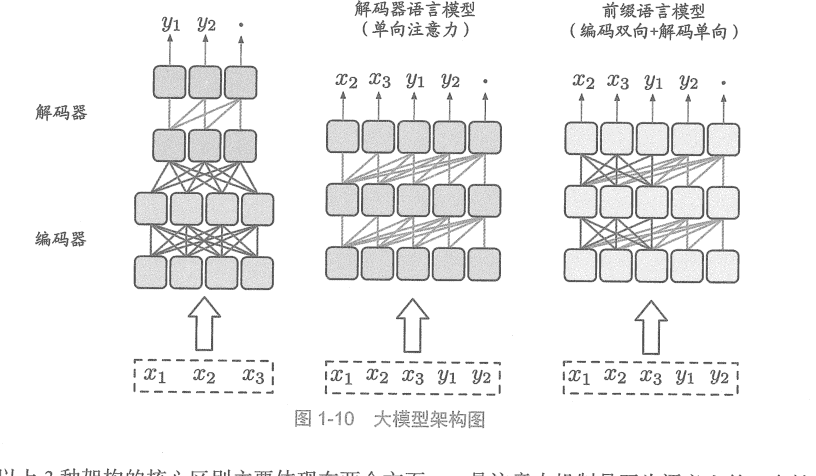 解码器语言模型
（单向注意力）
前缀语言模型
（编码双向+解码单向）
y1 y2 ·
x2 x3 y1 y2 ·
x2 x3 y1 y2 ·
解码器
编码器
x1 x2 x3
x1 x2 x3 y1 y2
x1 x2 x3 y1 y2
图 1-10 大模型架构图